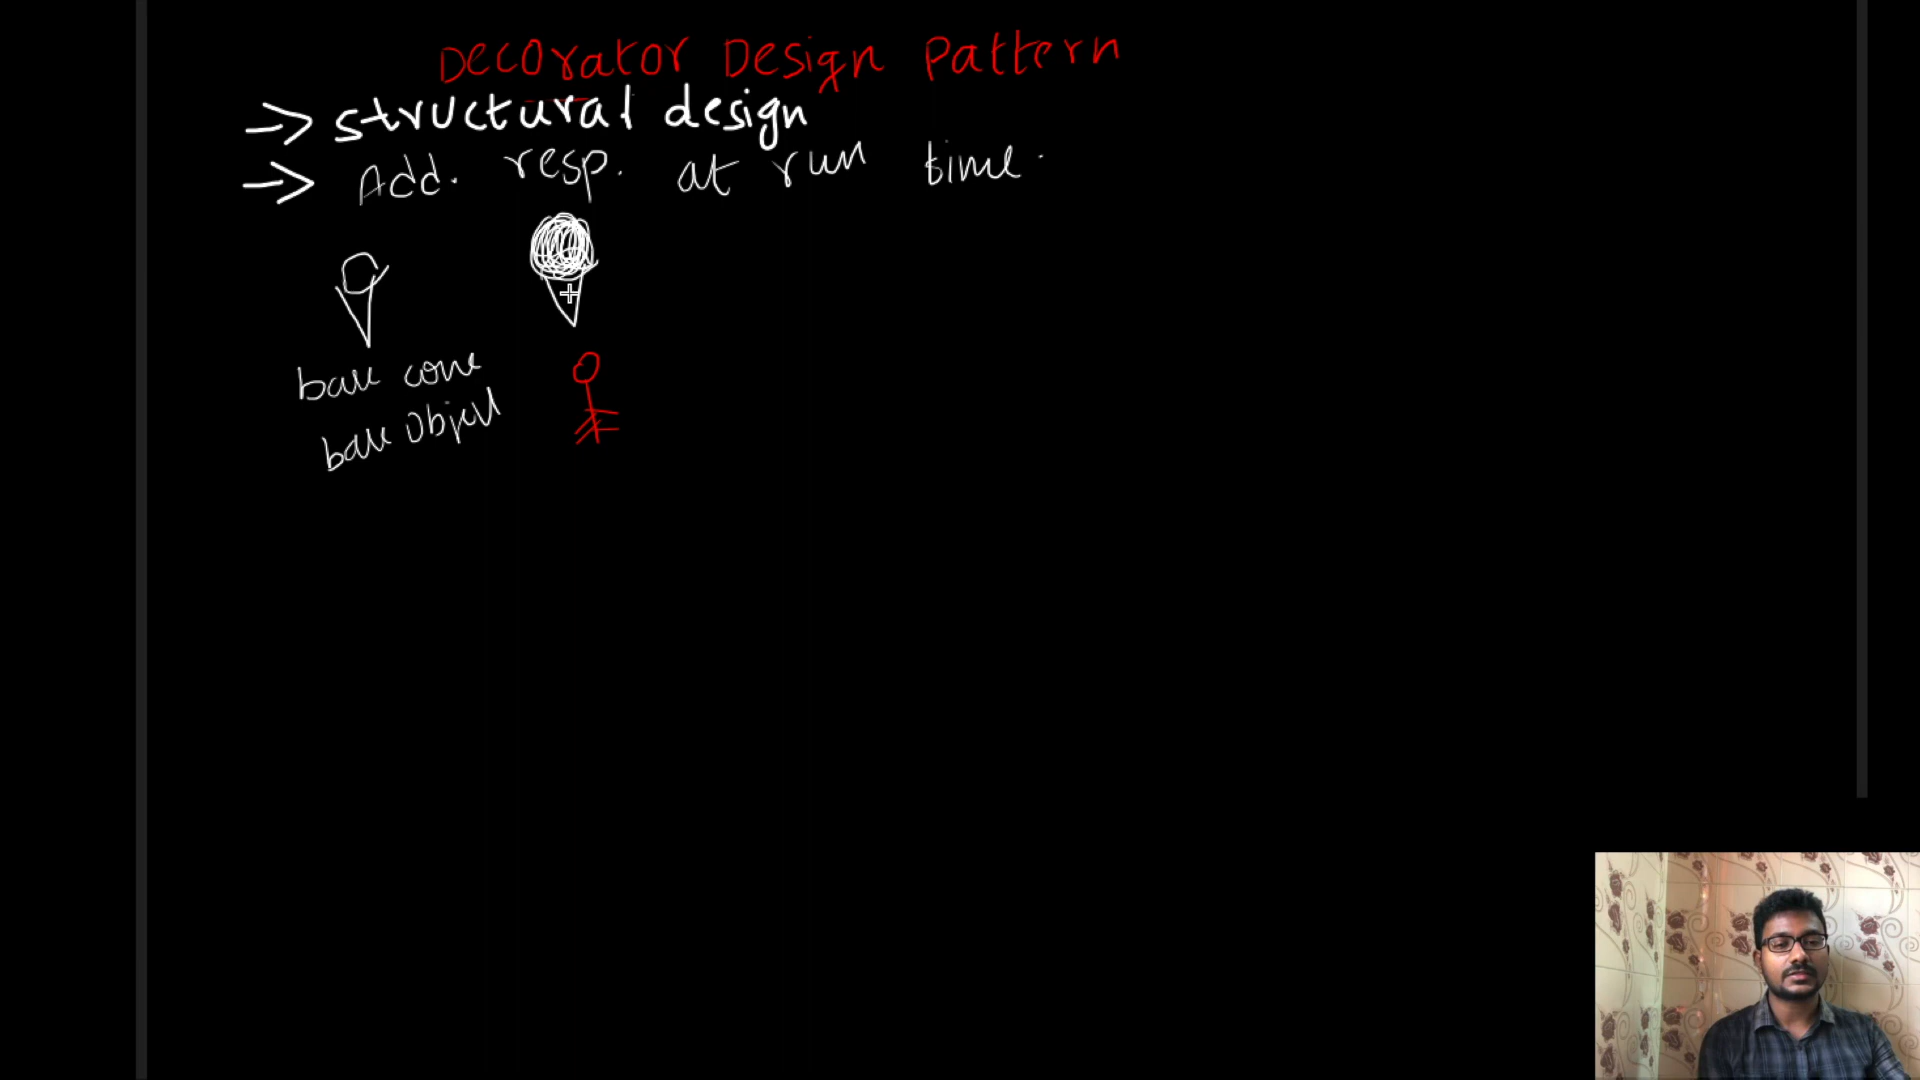 Decorator Design Pattern
=> structural design
=> Add. resp. at run time.
base cone
base Object